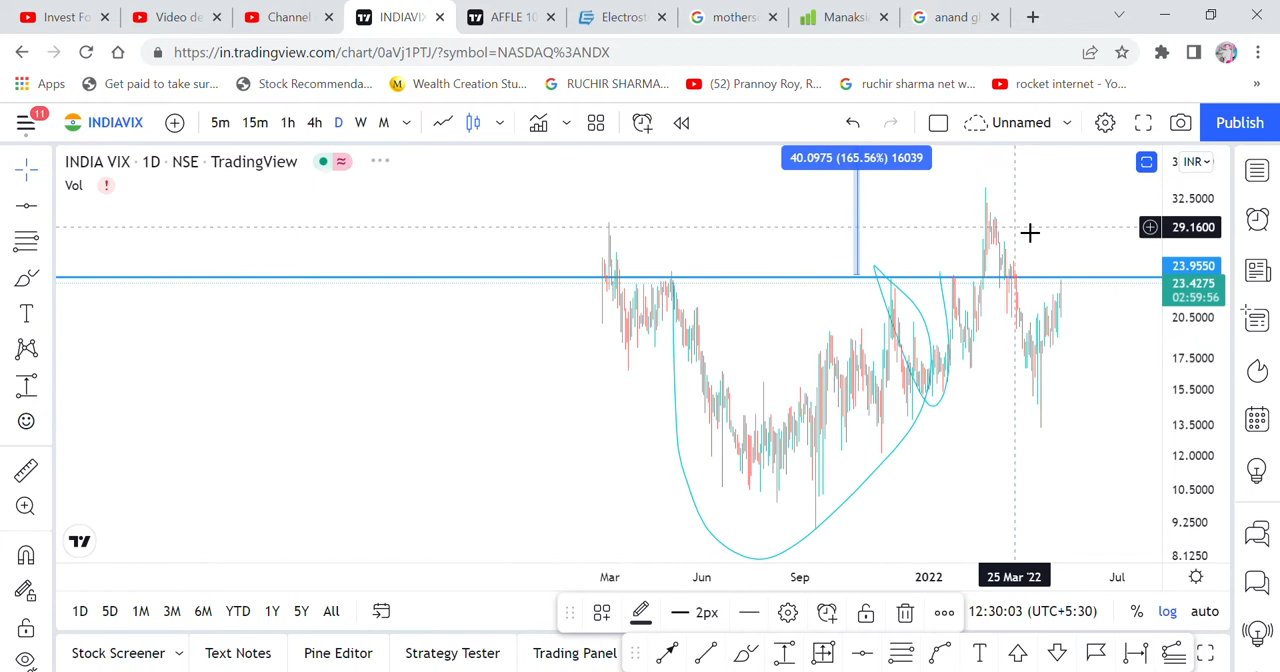 Invest Fo
Video de
Channel
INDIAVIX
AFFLE 10
Electrost
mothers
Manaksi
anand gl
https://in.tradingview.com/chart/0aVj1PTJ/?symbol=NASDAQ%3ANDX
Apps
Get paid to take sur...
Stock Recommenda...
Wealth Creation Stu...
RUCHIR SHARMA...
(52) Prannoy Roy, R...
ruchir sharma net w...
rocket internet - Yo...
»
11
INDIAVIX
5m
15m
1h
4h
D
W
M
Unnamed
Publish
INDIA VIX · 1D · NSE · TradingView
Vol
40.0975 (165.56%) 16039
3
INR
32.5000
29.1600
23.9550
23.4275
02:59:56
20.5000
17.5000
15.5000
13.5000
12.0000
10.5000
9.2500
8.1250
Mar
Jun
Sep
2022
25 Mar '22
Jul
1D
5D
1M
3M
6M
YTD
1Y
5Y
All
2px
12:30:03 (UTC+5:30)
%
log
auto
Stock Screener
Text Notes
Pine Editor
Strategy Tester
Trading Panel